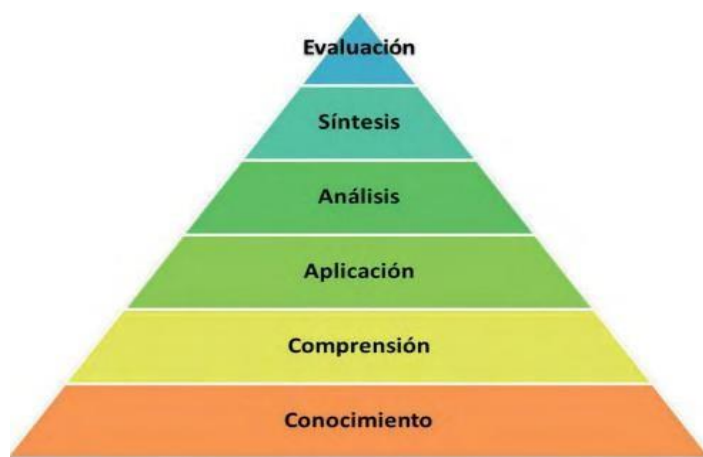 Evaluación
Síntesis
Análisis
Aplicación
Comprensión
Conocimiento